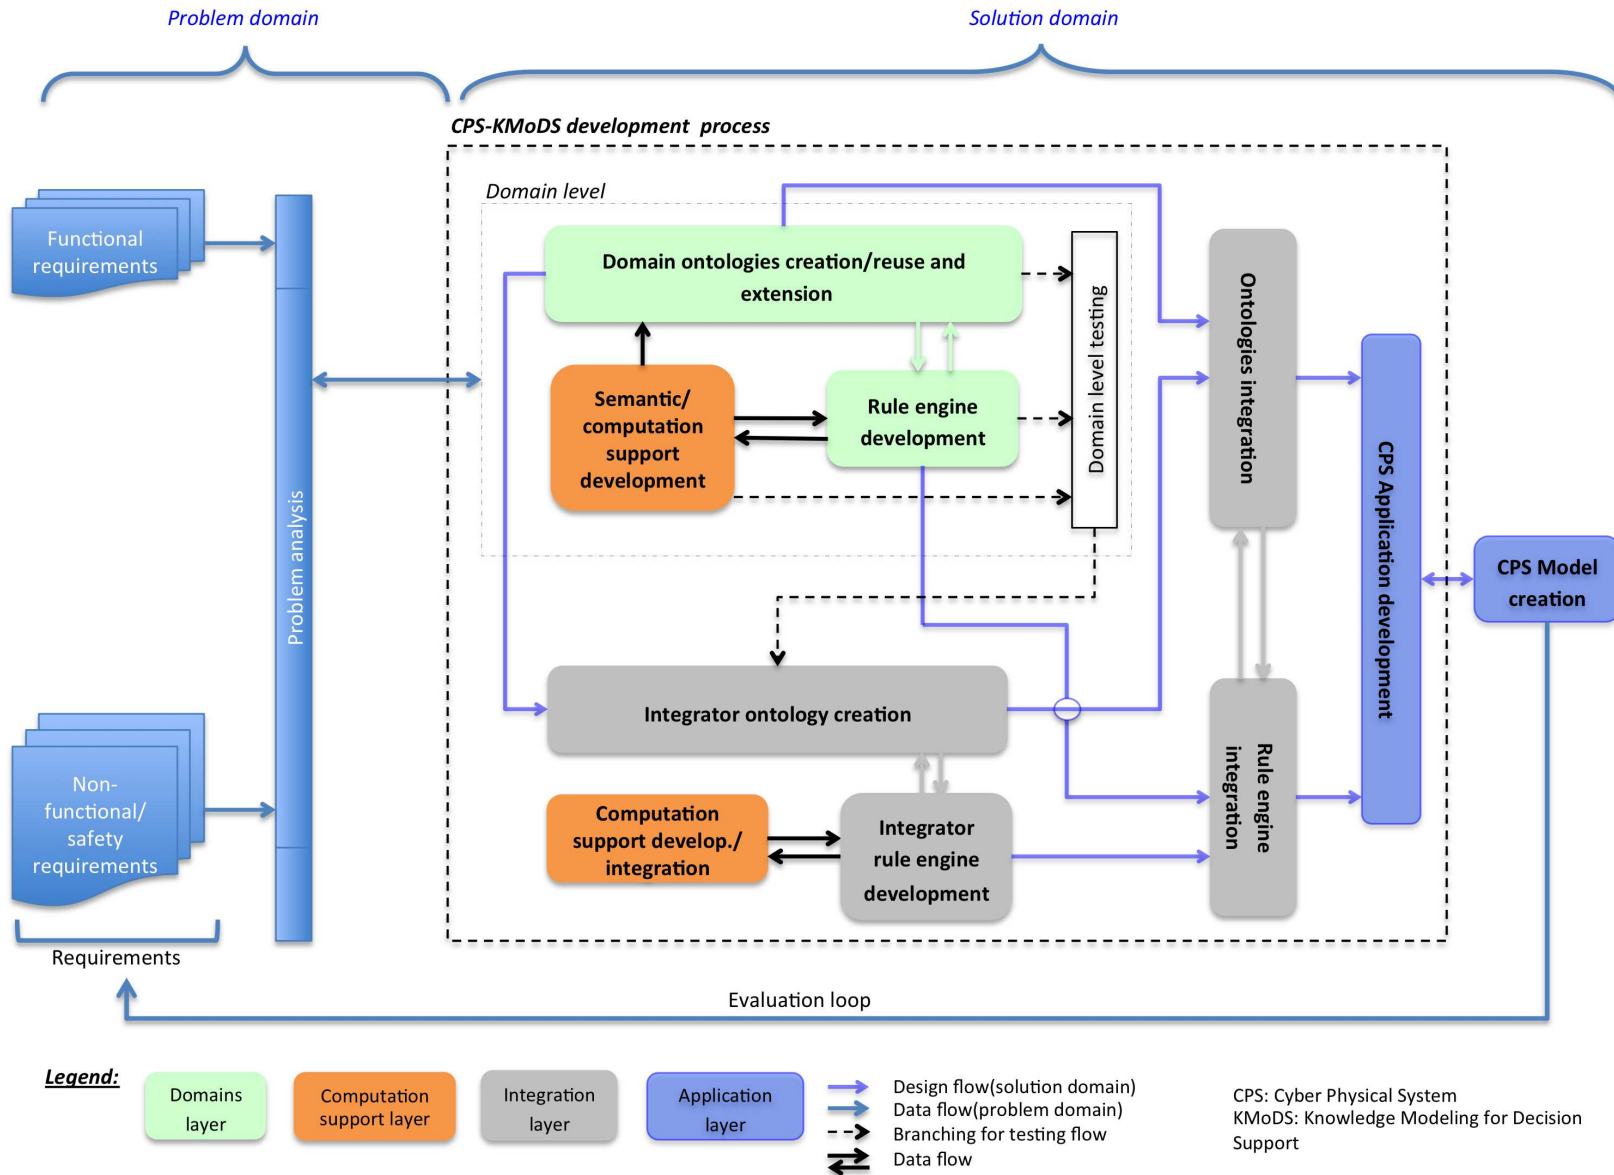 Problem domain
Solution domain
CPS-KMoDS development process
Domain level
Functional
requirements
Domain ontologies creation/reuse and
extension
Domain level testing
Ontologies integration
Semantic/
computation
support
development
Rule engine
development
Problem analysis
CPS Application development
CPS Model
creation
Integrator ontology creation
Rule engine
integration
Non-
functional/
safety
requirements
Computation
support develop./
integration
Integrator
rule engine
development
Requirements
Evaluation loop
Legend:
Domains
layer
Computation
support layer
Integration
layer
Application
layer
Design flow(solution domain)
Data flow(problem domain)
Branching for testing flow
Data flow
CPS: Cyber Physical System
KMoDS: Knowledge Modeling for Decision
Support